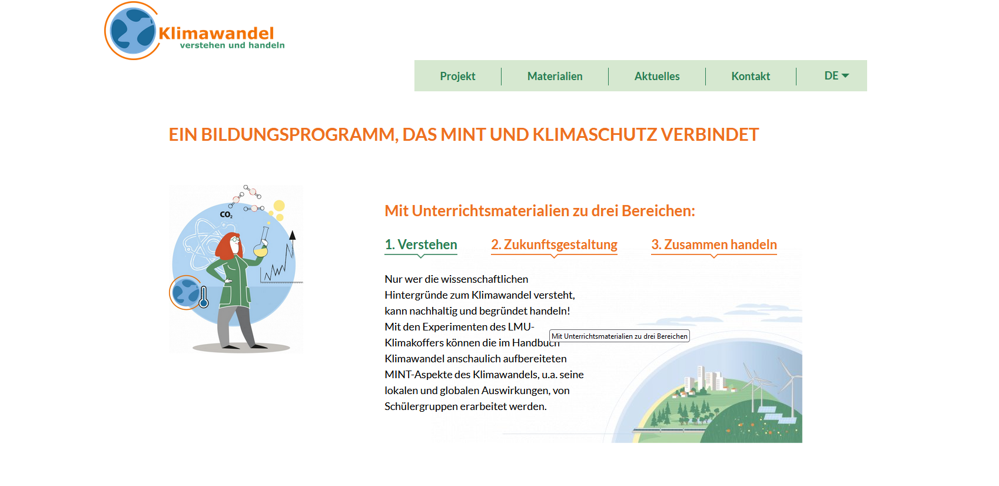 Klimawandel
verstehen und handeln
Projekt
Materialien
Aktuelles
Kontakt
DE
EIN BILDUNGSPROGRAMM, DAS MINT UND KLIMASCHUTZ VERBINDET
CO2
Mit Unterrichtsmaterialien zu drei Bereichen:
1. Verstehen
2. Zukunftsgestaltung
3. Zusammen handeln
Nur wer die wissenschaftlichen
Hintergründe zum Klimawandel versteht,
kann nachhaltig und begründet handeln!
Mit den Experimenten des LMU-
Klimakoffers können die im Handbuch
Klimawandel anschaulich aufbereiteten
MINT-Aspekte des Klimawandels, u.a. seine
lokalen und globalen Auswirkungen, von
Schülergruppen erarbeitet werden.
Mit Unterrichtsmaterialien zu drei Bereichen